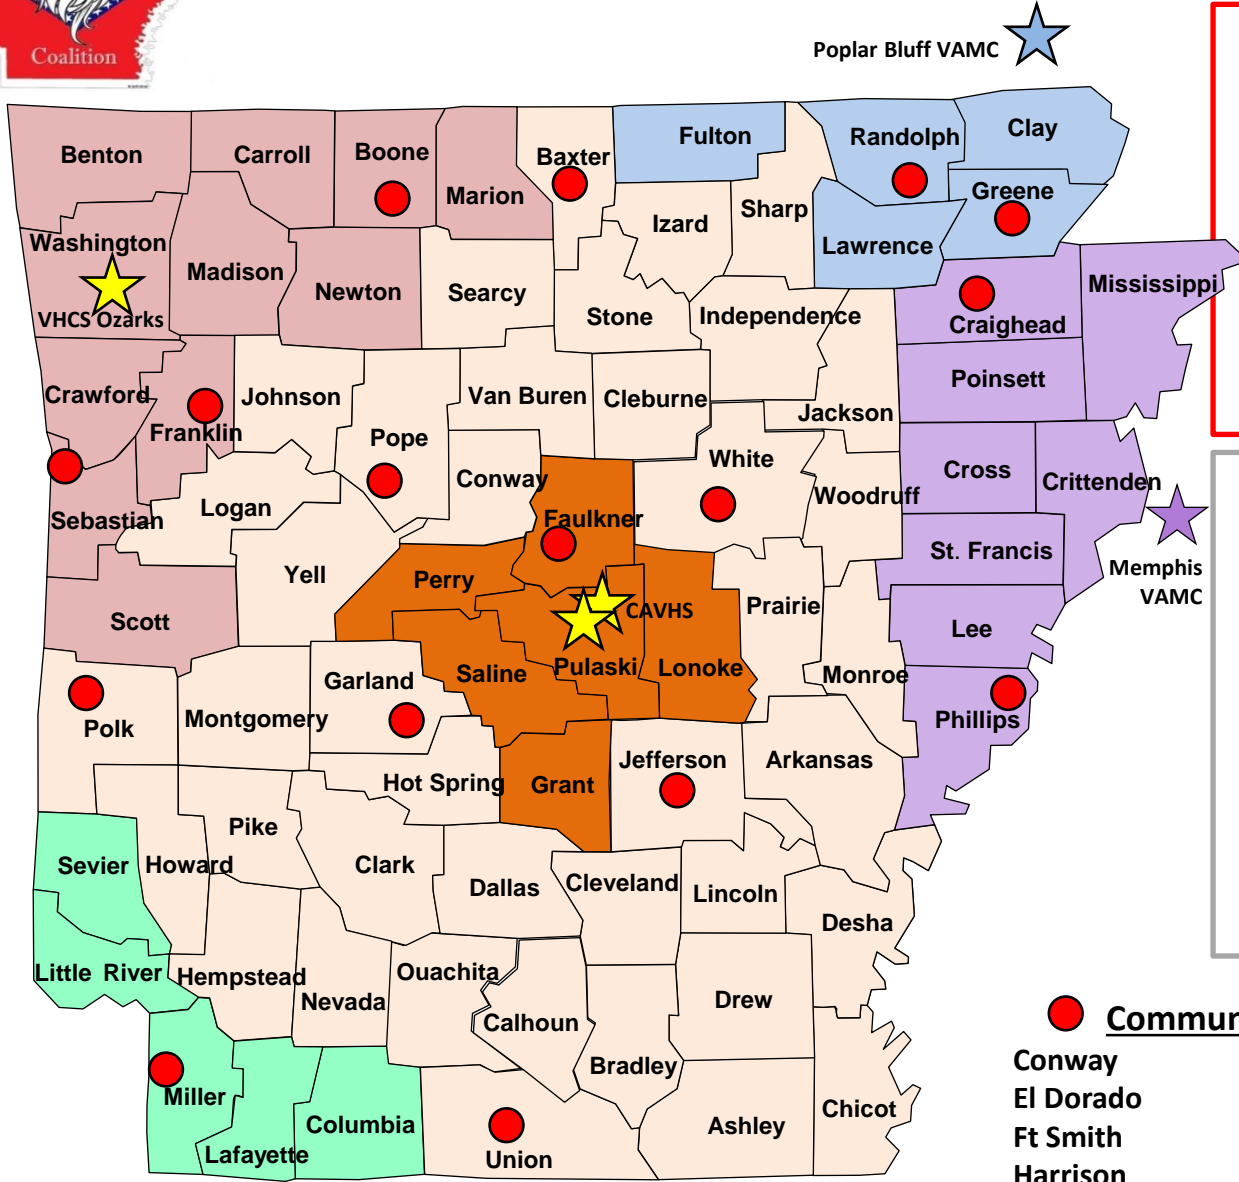 Coalition
Poplar Bluff VAMC
Benton
Carroll
Boone
Marion
Baxter
Fulton
Randolph
Clay
Greene
Izard
Sharp
Lawrence
Washington
VHCS Ozarks
Madison
Newton
Searcy
Stone
Independence
Craighead
Mississippi
Crawford
Franklin
Johnson
Pope
Van Buren
Cleburne
Jackson
Poinsett
Sebastian
Logan
Conway
Faulkner
White
Woodruff
Cross
Crittenden
St. Francis
Memphis
VAMC
Scott
Yell
Perry
CAVHS
Pulaski
Saline
Lonoke
Prairie
Monroe
Lee
Phillips
Polk
Montgomery
Garland
Hot Spring
Grant
Jefferson
Arkansas
Sevier
Howard
Pike
Clark
Dallas
Cleveland
Lincoln
Desha
Little River
Hempstead
Nevada
Ouachita
Calhoun
Bradley
Drew
Miller
Lafayette
Columbia
Union
Ashley
Chicot
Commun
Conway
El Dorado
Ft Smith
Harrison